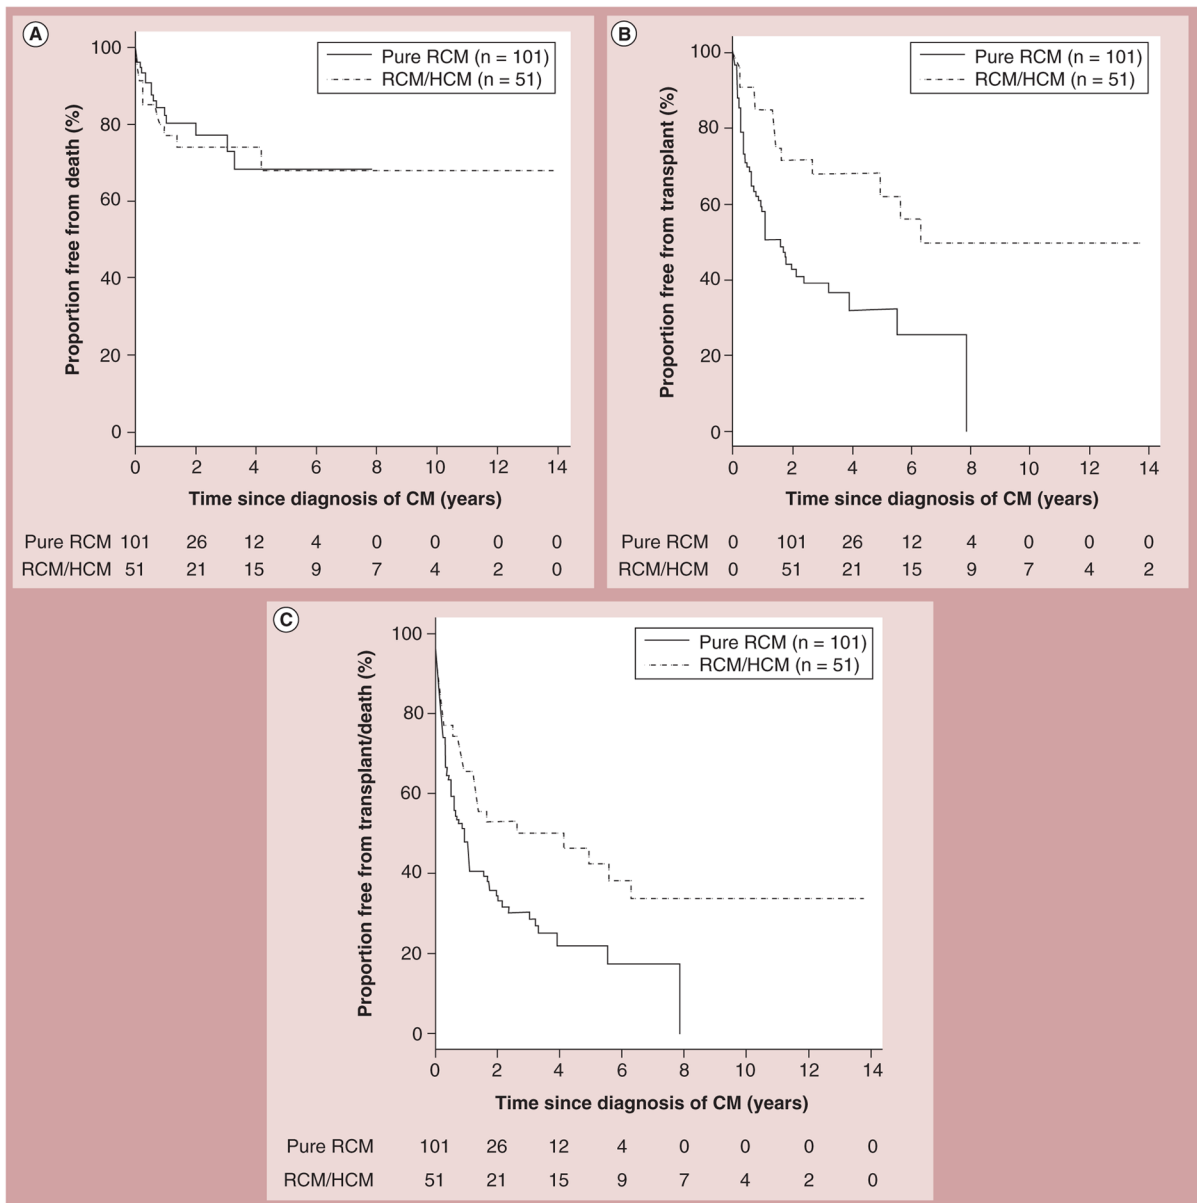 A
100
80
60
40
20
0
Proportion free from death (%)
Pure RCM (n = 101)
RCM/HCM (n = 51)
0 2 4 6 8 10 12 14
Time since diagnosis of CM (years)
Pure RCM 101 26 12 4 0 0 0 0
RCM/HCM 51 21 15 9 7 4 2 0
B
100
80
60
40
20
0
Proportion free from transplant (%)
Pure RCM (n = 101)
RCM/HCM (n = 51)
0 2 4 6 8 10 12 14
Time since diagnosis of CM (years)
Pure RCM 0 101 26 12 4 0 0 0
RCM/HCM 0 51 21 15 9 7 4 2
C
100
80
60
40
20
0
Proportion free from transplant/death (%)
Pure RCM (n = 101)
RCM/HCM (n = 51)
0 2 4 6 8 10 12 14
Time since diagnosis of CM (years)
Pure RCM 101 26 12 4 0 0 0 0
RCM/HCM 51 21 15 9 7 4 2 0